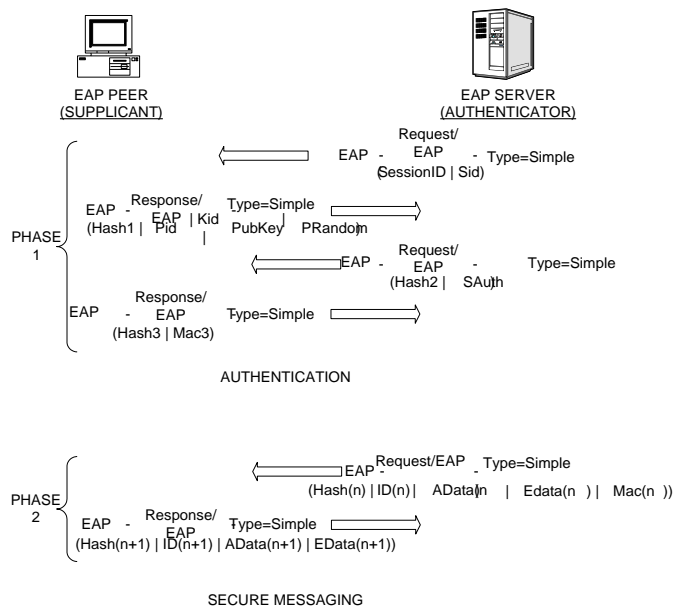 EAP PEER
(SUPPLICANT)
EAP SERVER
(AUTHENTICATOR)
EAP - Request/EAP - Type=Simple
(SessionID | Sid)
EAP - Response/EAP - Type=Simple
(Hash1 | Pid | Kid | PubKey | PRandom)
PHASE
1
EAP - Request/EAP - Type=Simple
(Hash2 | SAuth)
EAP - Response/EAP - Type=Simple
(Hash3 | Mac3)
AUTHENTICATION
EAP - Request/EAP - Type=Simple
(Hash(n) | ID(n) | AData(n) | Edata(n) | Mac(n))
PHASE
2
EAP - Response/EAP - Type=Simple
(Hash(n+1) | ID(n+1) | AData(n+1) | EData(n+1))
SECURE MESSAGING